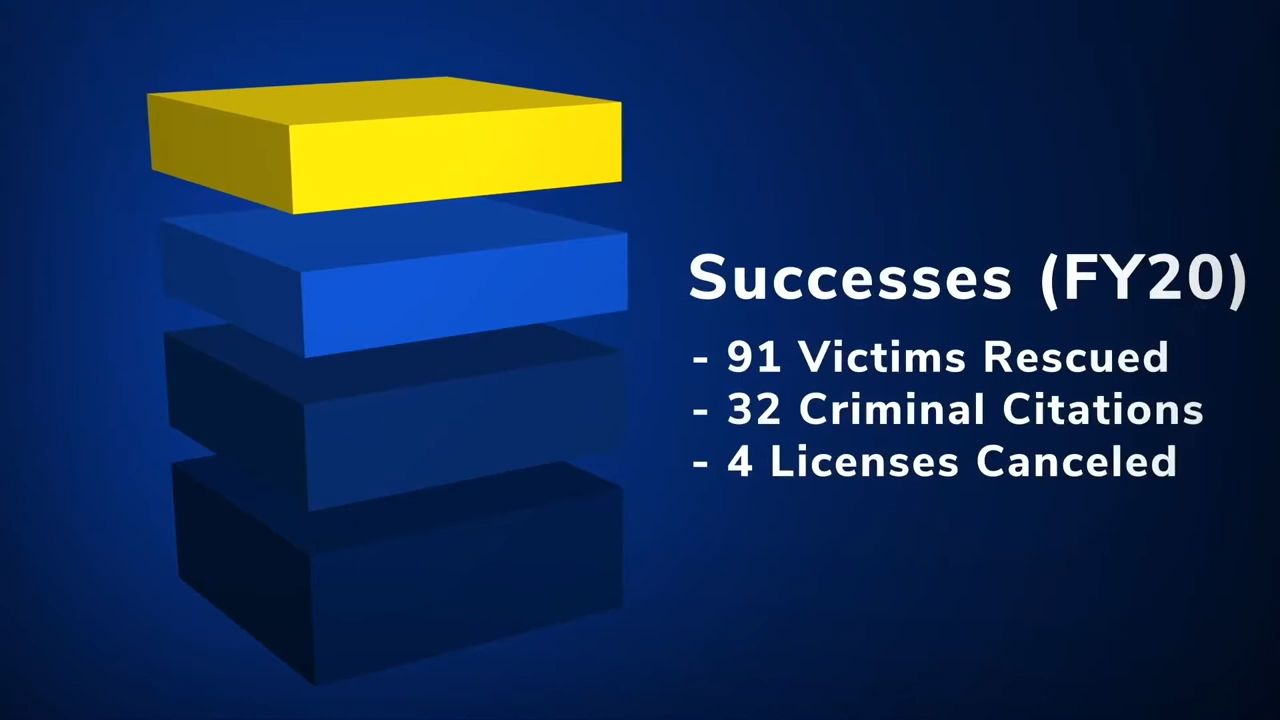 Successes (FY20)
- 91 Victims Rescued
- 32 Criminal Citations
- 4 Licenses Canceled